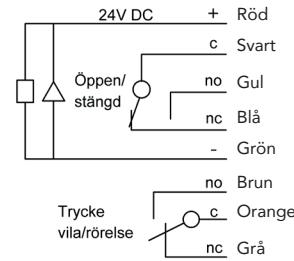 24V DC + Röd
c Svart
Öppen/
stängd
no Gul
nc Blå
- Grön
no Brun
Trycke
vila/rörelse
c Orange
nc Grå